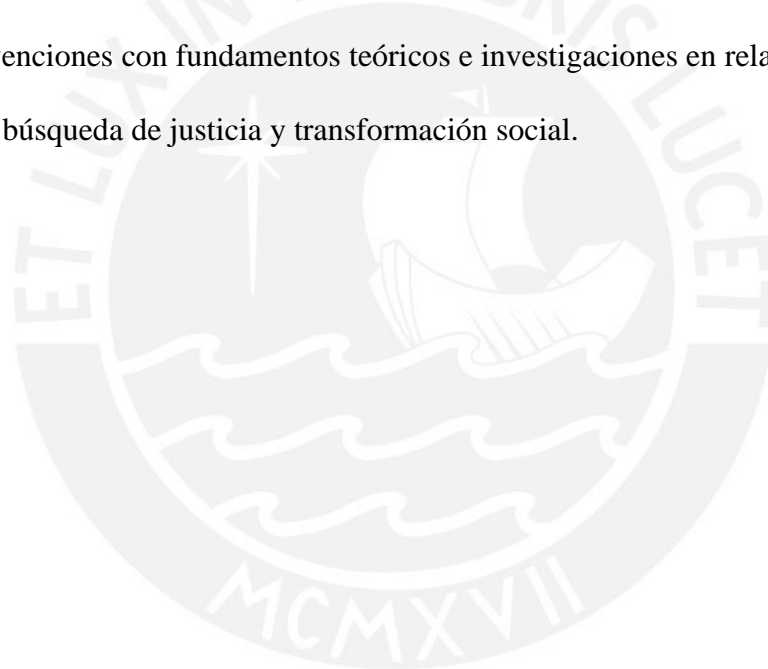 venciones con fundamentos teóricos e investigaciones en rela
búsqueda de justicia y transformación social.
ET LUX IN LUCET
MCMXVII